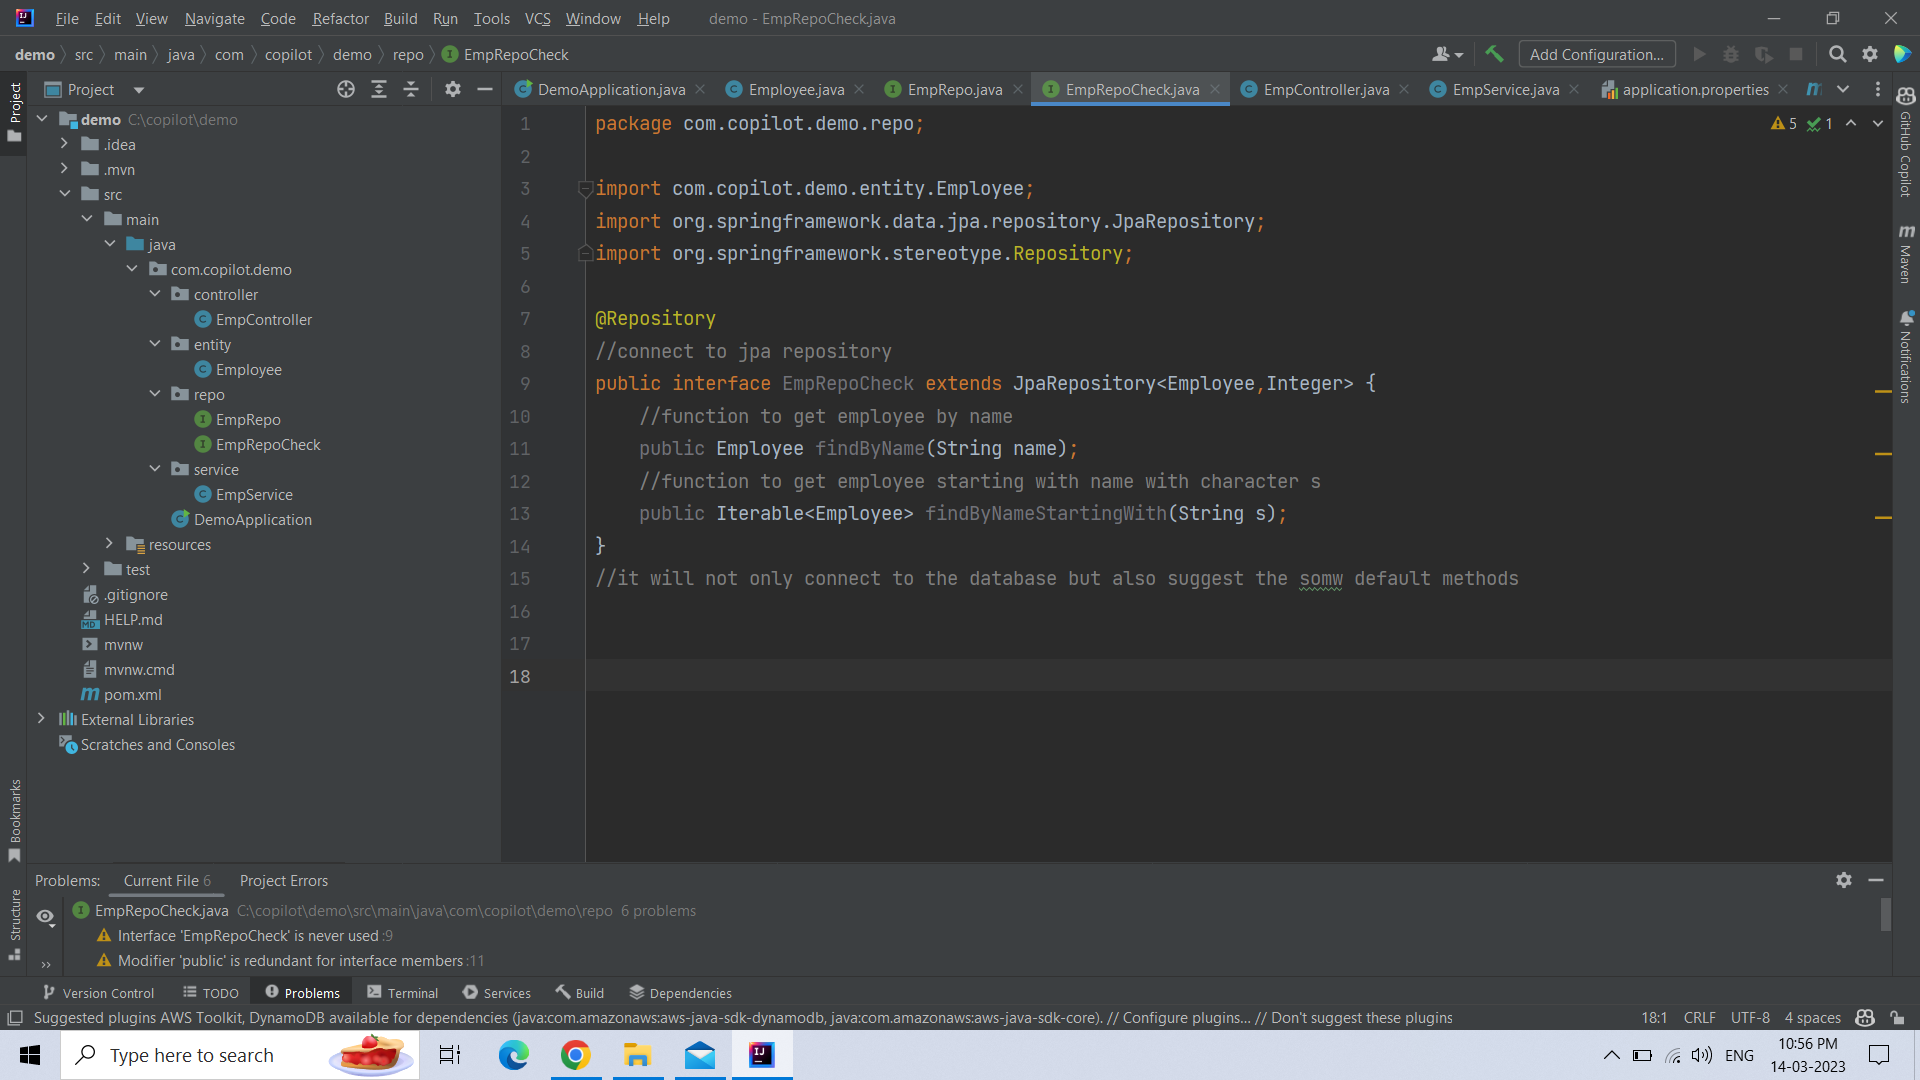 File Edit View Navigate Code Refactor Build Run Tools VCS Window Help demo - EmpRepoCheck.java
demo src main java com copilot demo repo EmpRepoCheck
Add Configuration...
Project
DemoApplication.java Employee.java EmpRepo.java EmpRepoCheck.java EmpController.java EmpService.java application.properties m
Project
demo C:\copilot\demo
.idea
.mvn
src
main
java
com.copilot.demo
controller
EmpController
entity
Employee
repo
EmpRepo
EmpRepoCheck
service
EmpService
DemoApplication
resources
test
.gitignore
HELP.md
mvnw
mvnw.cmd
pom.xml
External Libraries
Scratches and Consoles
5 1
1 package com.copilot.demo.repo;
2
3 import com.copilot.demo.entity.Employee;
4 import org.springframework.data.jpa.repository.JpaRepository;
5 import org.springframework.stereotype.Repository;
6
7 @Repository
8 //connect to jpa repository
9 public interface EmpRepoCheck extends JpaRepository<Employee,Integer> {
10 //function to get employee by name
11 public Employee findByName(String name);
12 //function to get employee starting with name with character s
13 public Iterable<Employee> findByNameStartingWith(String s);
14 }
15 //it will not only connect to the database but also suggest the somw default methods
16
17
18
GitHub Copilot
Maven
Notifications
Bookmarks
Structure
Problems: Current File 6 Project Errors
EmpRepoCheck.java C:\copilot\demo\src\main\java\com\copilot\demo\repo 6 problems
Interface 'EmpRepoCheck' is never used :9
Modifier 'public' is redundant for interface members :11
Version Control TODO Problems Terminal Services Build Dependencies
Suggested plugins AWS Toolkit, DynamoDB available for dependencies (java:com.amazonaws:aws-java-sdk-dynamodb, java:com.amazonaws:aws-java-sdk-core). // Configure plugins... // Don't suggest these plugins
18:1 CRLF UTF-8 4 spaces
Type here to search
ENG
10:56 PM
14-03-2023